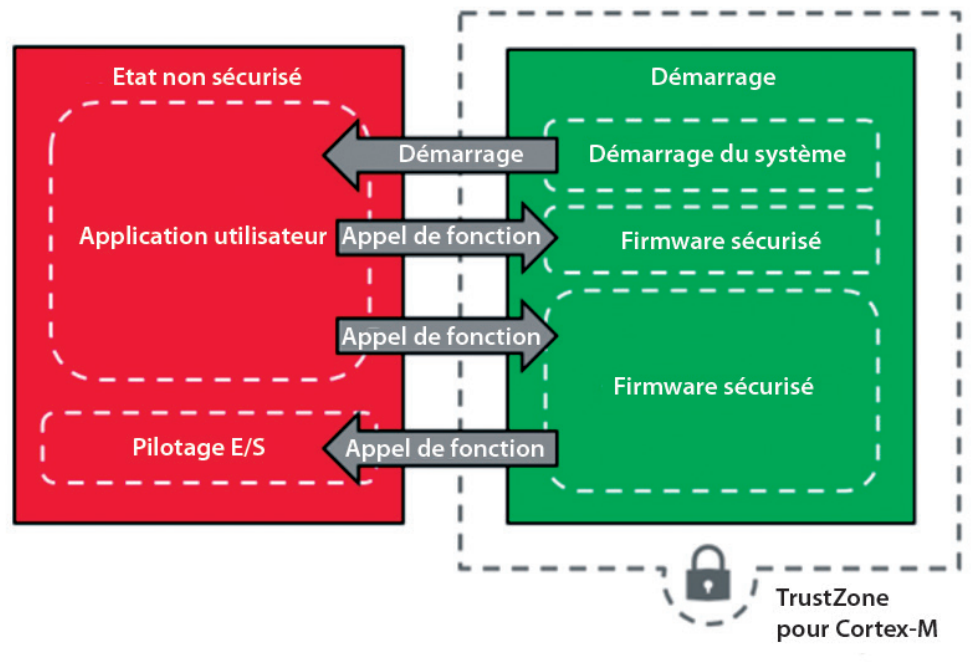 Etat non sécurisé
Démarrage
Démarrage
Démarrage du système
Application utilisateur
Appel de fonction
Firmware sécurisé
Appel de fonction
Firmware sécurisé
Pilotage E/S
Appel de fonction
TrustZone
pour Cortex-M